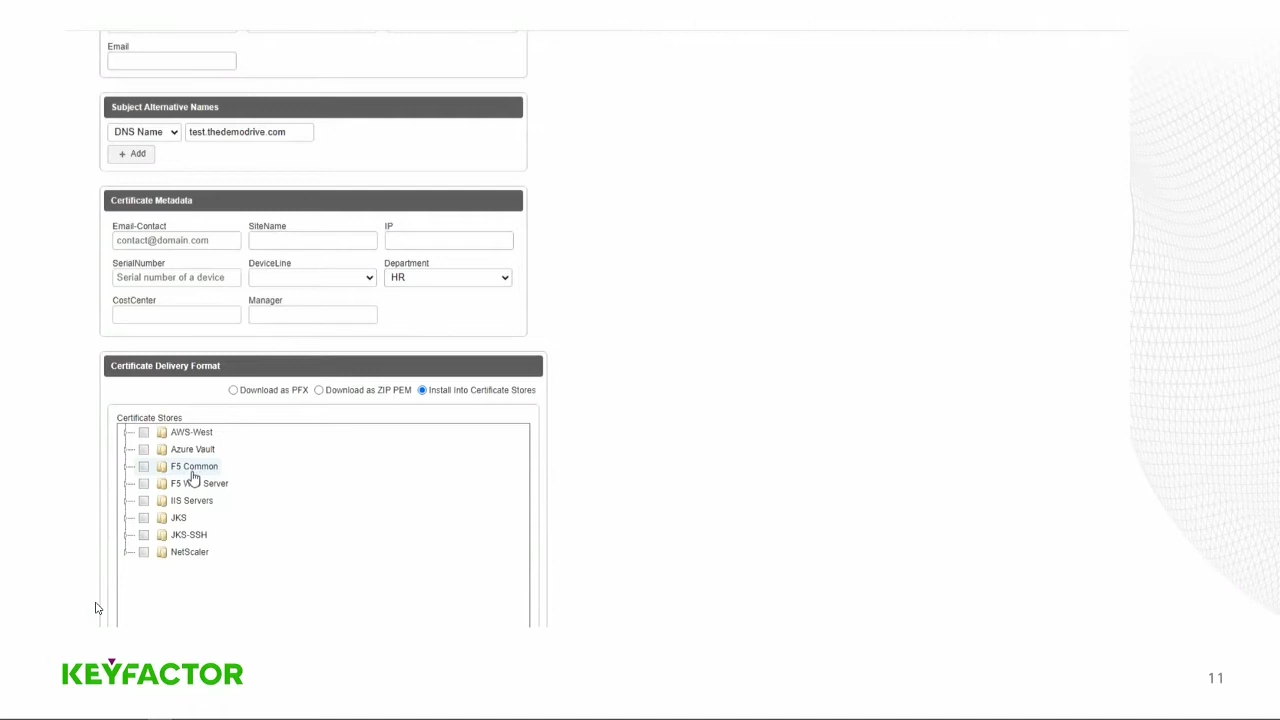 Email
Subject Alternative Names
DNS Name test.thedemodrive.com
+ Add
Certificate Metadata
Email-Contact SiteName IP
contact@domain.com
SerialNumber DeviceLine Department
Serial number of a device HR
CostCenter Manager
Certificate Delivery Format
Download as PFX Download as ZIP PEM Install Into Certificate Stores
Certificate Stores
AWS-West
Azure Vault
F5 Common
F5 Server
IIS Servers
JKS
JKS-SSH
NetScaler
KEYFACTOR
11